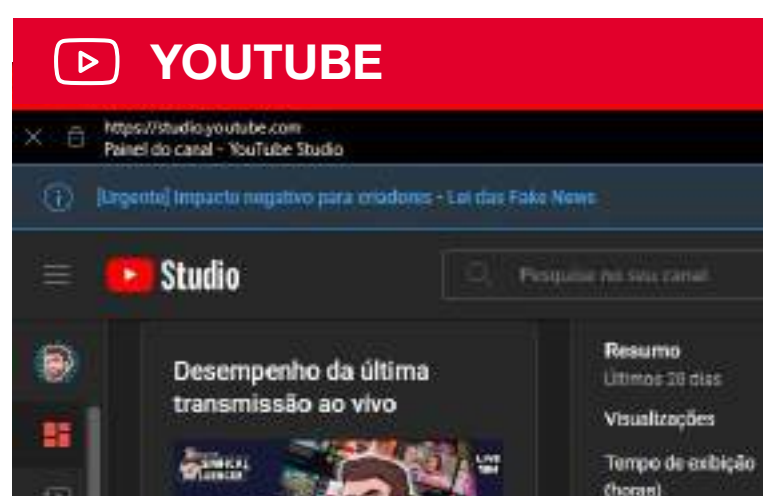 YOUTUBE
https://studio.youtube.com
Painel do canal - YouTube Studio
[Urgente] Impacto negativo para criadores - Lei das Fake News
Studio
Pesquise no seu canal
Desempenho da última
transmissão ao vivo
Resumo
Últimos 28 dias
Visualizações
Tempo de exibição
(horas)
LIVE